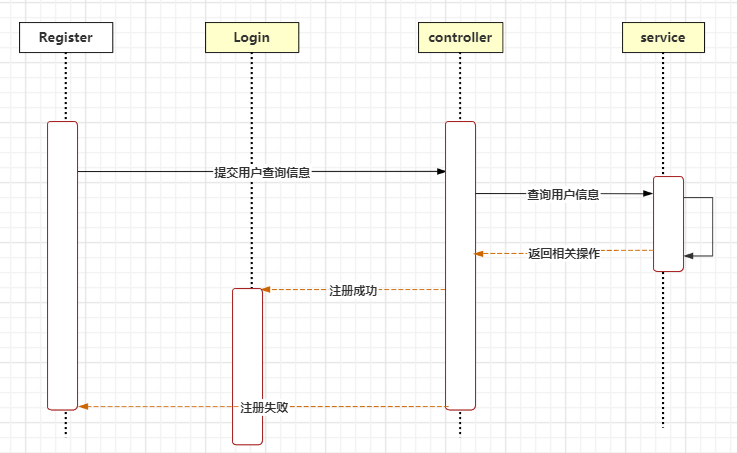 Register
Login
controller
service
提交用户查询信息
查询用户信息
返回相关操作
注册成功
注册失败